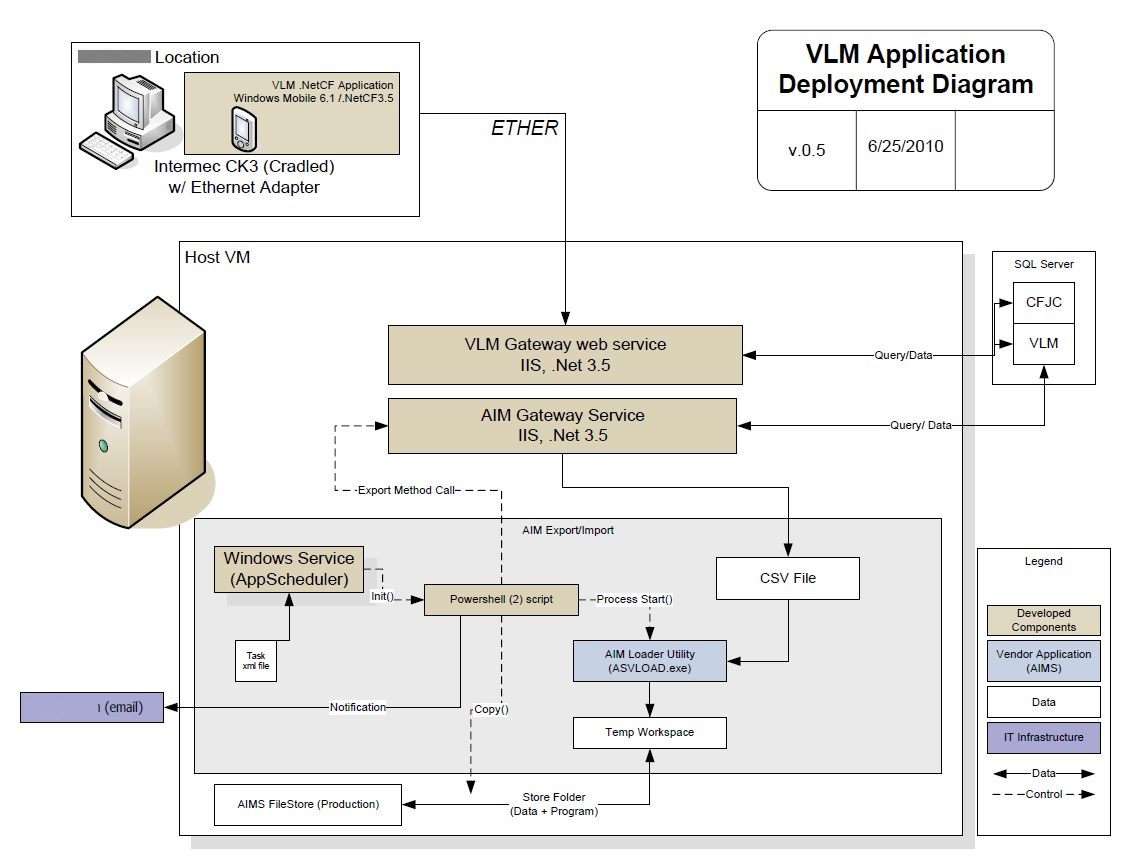 Location
VLM .NetCF Application
Windows Mobile 6.1 /.NetCF3.5
Intermec CK3 (Cradled)
w/ Ethernet Adapter
ETHER
VLM Application
Deployment Diagram
v.0.5
6/25/2010
Host VM
SQL Server
CFJC
VLM
VLM Gateway web service
IIS, .Net 3.5
Query/Data
AIM Gateway Service
IIS, .Net 3.5
Query/ Data
Export Method Call
AIM Export/Import
Windows Service
(AppScheduler)
Init()
Powershell (2) script
Process Start()
CSV File
Task
xml file
AIM Loader Utility
(ASVLOAD.exe)
(email)
Notification
Copy()
Temp Workspace
AIMS FileStore (Production)
Store Folder
(Data + Program)
Legend
Developed
Components
Vendor Application
(AIMS)
Data
IT Infrastructure
Data
Control